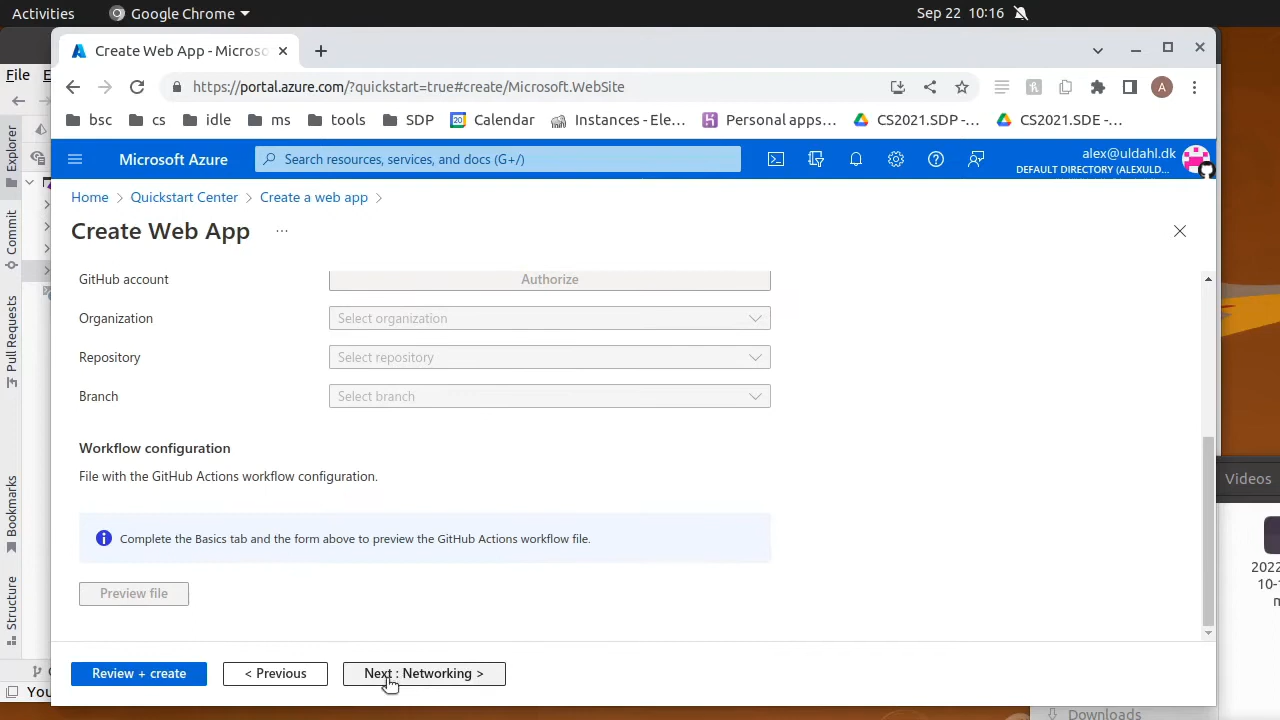 Activities
Google Chrome
Sep 22 10:16
File E
Create Web App - Micros
https://portal.azure.com/?quickstart=true#create/Microsoft.WebSite
A
bsc
cs
idle
ms
tools
SDP
Calendar
Instances - Ele…
Personal apps…
CS2021.SDP -…
CS2021.SDE -…
Microsoft Azure
Search resources, services, and docs (G+/)
alex@uldahl.dk
DEFAULT DIRECTORY (ALEXULD…
Home > Quickstart Center > Create a web app >
Create Web App …
GitHub account
Authorize
Organization
Select organization
Repository
Select repository
Branch
Select branch
Workflow configuration
File with the GitHub Actions workflow configuration.
Complete the Basics tab and the form above to preview the GitHub Actions workflow file.
Preview file
Review + create
< Previous
Next : Networking >
Explorer
Commit
Pull Requests
Bookmarks
Structure
You
Videos
2022
10-
Downloads